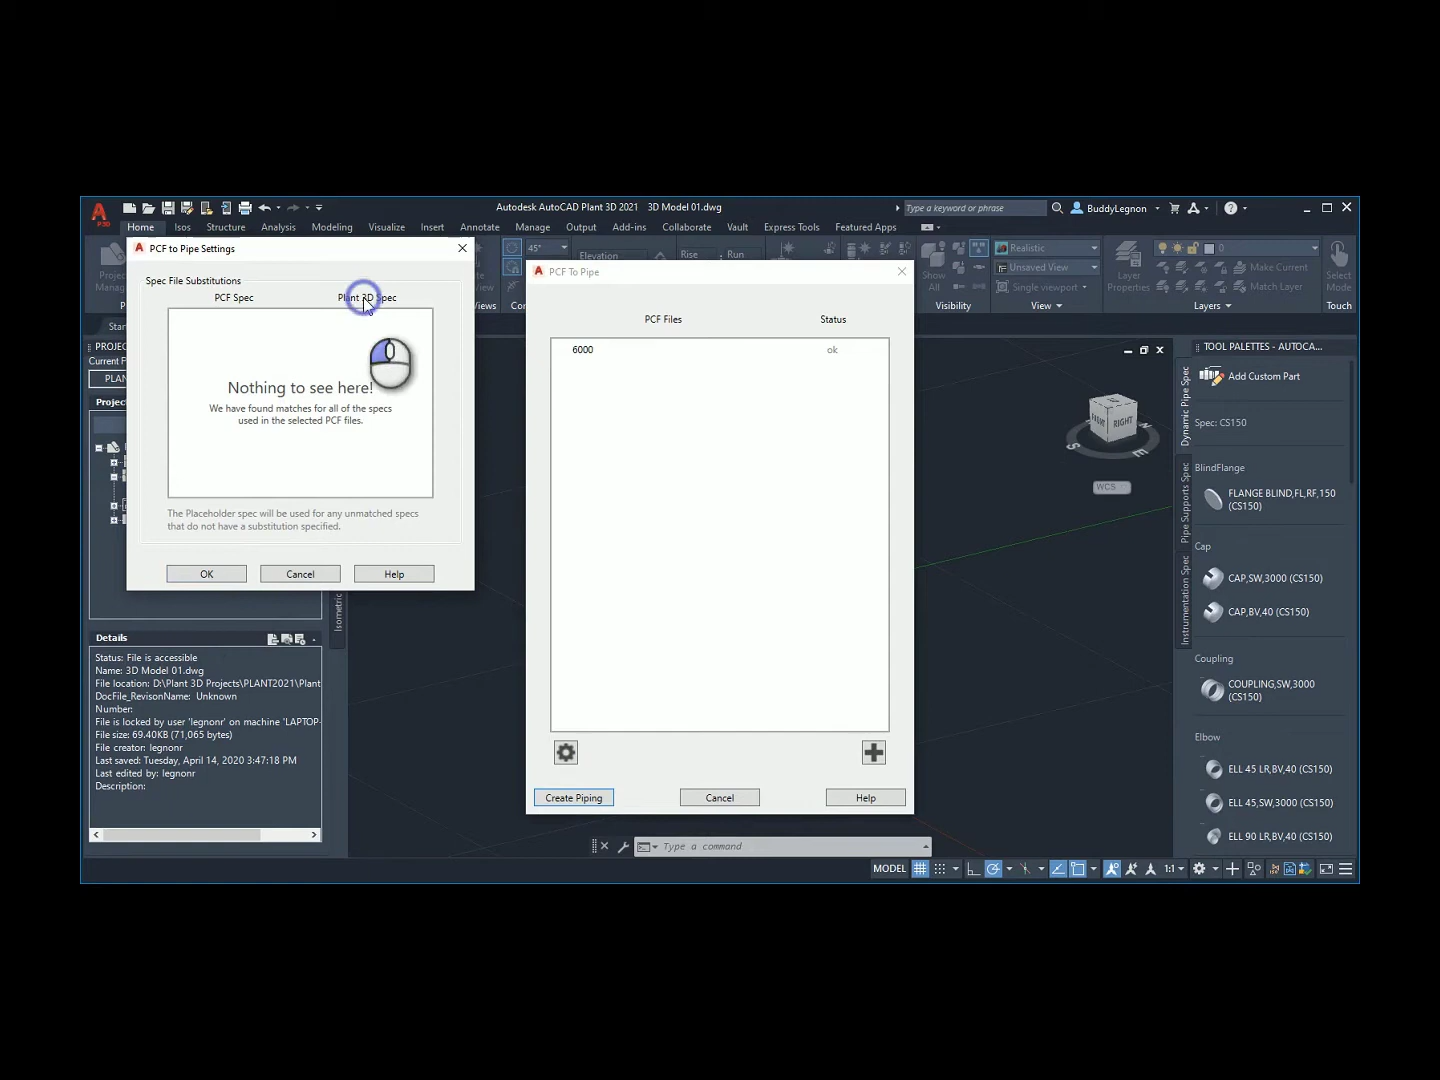 Autodesk AutoCAD Plant 3D 2021 3D Model 01.dwg
Type a keyword or phrase
BuddyLegnon
Home Isos Structure Analysis Modeling Visualize Insert Annotate Manage Output Add-ins Collaborate Vault Express Tools Featured Apps
PCF to Pipe Settings
Spec File Substitutions
PCF Spec Plant 3D Spec
Nothing to see here!
We have found matches for all of the specs
used in the selected PCF files.
The Placeholder spec will be used for any unmatched specs
that do not have a substitution specified.
OK Cancel Help
45°
Elevation
Rise
Run
PCF To Pipe
PCF Files Status
6000 ok
Create Piping Cancel Help
Show
All
Visibility
Realistic
Unsaved View
Single viewport
View
Layer
Properties
0
Make Current
Match Layer
Layers
Select
Mode
Touch
WCS
TOOL PALETTES - AUTOCA...
Dynamic Pipe Spec
Pipe Supports Spec
Instrumentation Spec
Add Custom Part
Spec: CS150
BlindFlange
FLANGE BLIND,FL,RF,150
(CS150)
Cap
CAP,SW,3000 (CS150)
CAP,BV,40 (CS150)
Coupling
COUPLING,SW,3000
(CS150)
Elbow
ELL 45 LR,BV,40 (CS150)
ELL 45,SW,3000 (CS150)
ELL 90 LR,BV,40 (CS150)
Details
Status: File is accessible
Name: 3D Model 01.dwg
File location: D:\Plant 3D Projects\PLANT2021\Plant
DocFile_RevisonName: Unknown
Number:
File is locked by user 'legnonr' on machine 'LAPTOP-
File size: 69.40KB (71,065 bytes)
File creator: legnonr
Last saved: Tuesday, April 14, 2020 3:47:18 PM
Last edited by: legnonr
Description:
Type a command
MODEL 1:1